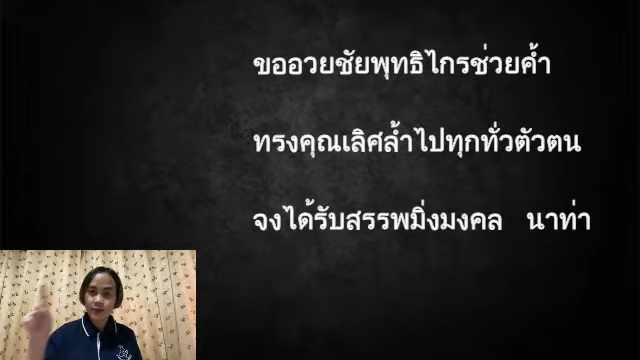 ขออวยชัยพุทธิไกรช่วยค้ำ
ทรงคุณเลิศล้ำไปทุกทั่วตัวตน
จงได้รับสรรพมิ่งมงคล นาท่า